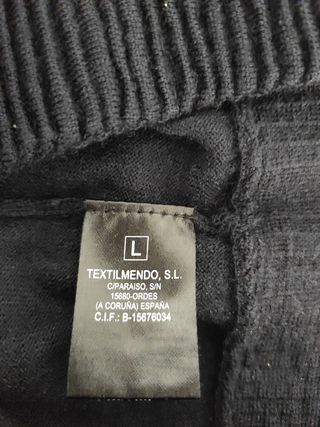 L
TEXTILMENDO, S.L.
C/PARAISO, S/N
15680-ORDES
(A CORUÑA) ESPAÑA
C.I.F.: B-15676034